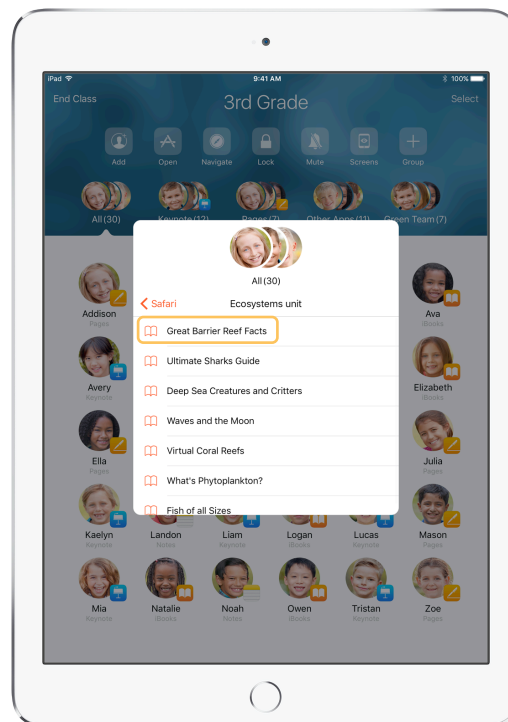 iPad 9:41 AM 100%
End Class 3rd Grade Select
Add Open Navigate Lock Mute Screens Group
All (30) Keynote (12) Pages (7) Other Apps (11) Green Team (7)
All (30)
Safari Ecosystems unit
Great Barrier Reef Facts
Ultimate Sharks Guide
Deep Sea Creatures and Critters
Waves and the Moon
Virtual Coral Reefs
What's Phytoplankton?
Fish of all Sizes
Addison Ava
Pages iBooks
Avery Elizabeth
Keynote iBooks
Ella Julia
Pages Pages
Kaelyn Landon Liam Logan Lucas Mason
Keynote Notes Keynote iBooks Keynote Pages
Mia Natalie Noah Owen Tristan Zoe
Keynote iBooks Notes iBooks Keynote Pages